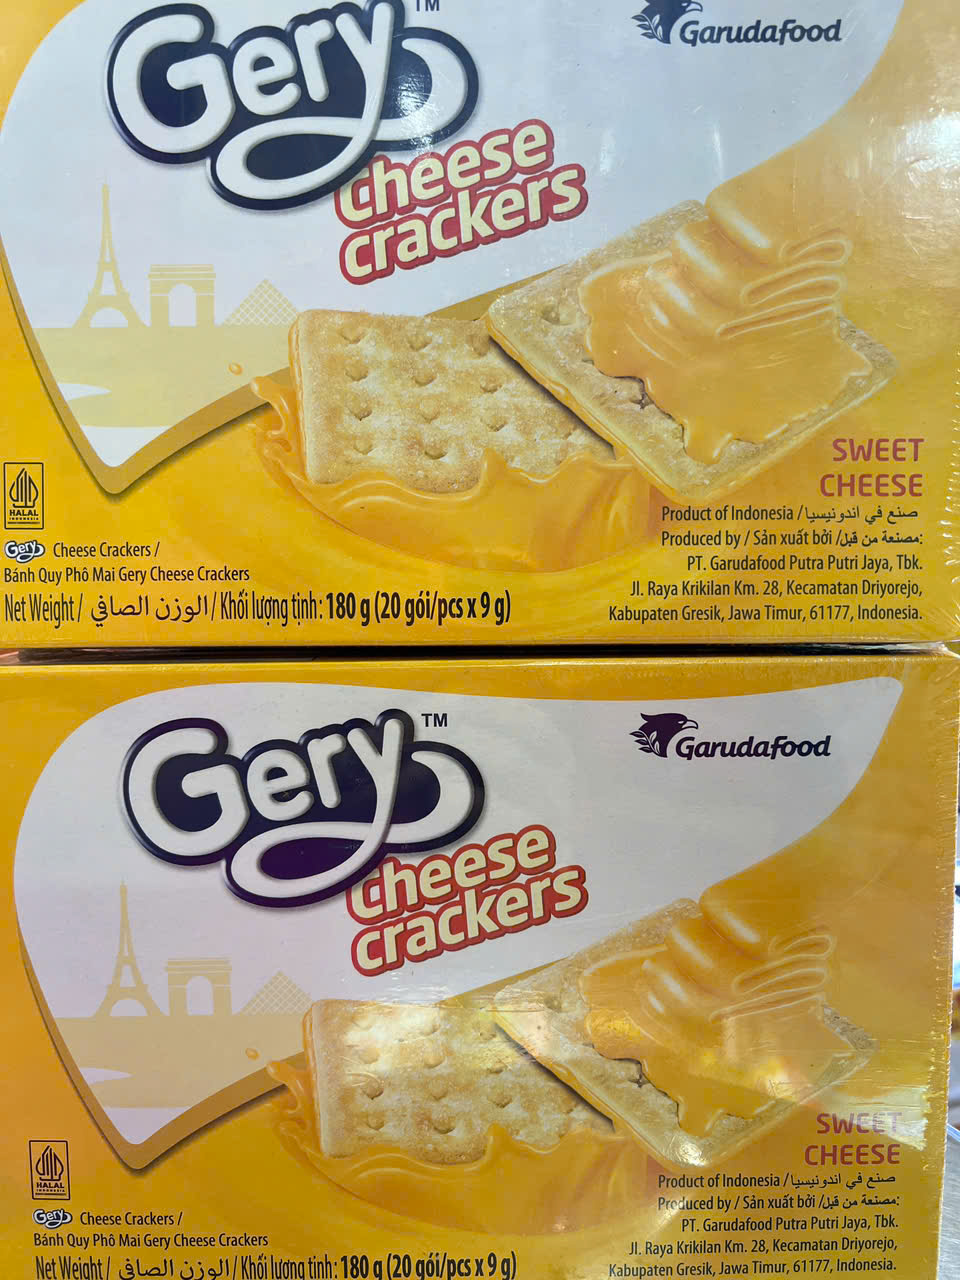 Gery TM
Garudafood
cheese
crackers
SWEET
CHEESE
Product of Indonesia / صنع في اندونيسيا
Produced by / Sản xuất bởi / مصنعة من قبل:
PT. Garudafood Putra Putri Jaya, Tbk.
Jl. Raya Krikilan Km. 28, Kecamatan Driyorejo,
Kabupaten Gresik, Jawa Timur, 61177, Indonesia.
HALAL
INDONESIA
Gery Cheese Crackers /
Bánh Quy Phô Mai Gery Cheese Crackers
Net Weight / الوزن الصافي / Khối lượng tịnh: 180 g (20 gói/pcs x 9 g)
Gery TM
Garudafood
cheese
crackers
SWEET
CHEESE
Product of Indonesia / صنع في اندونيسيا
Produced by / Sản xuất bởi / مصنعة من قبل:
PT. Garudafood Putra Putri Jaya, Tbk.
Jl. Raya Krikilan Km. 28, Kecamatan Driyorejo,
Kabupaten Gresik, Jawa Timur, 61177, Indonesia.
HALAL
INDONESIA
Gery Cheese Crackers /
Bánh Quy Phô Mai Gery Cheese Crackers
Net Weight / الوزن الصافي / Khối lượng tịnh: 180 g (20 gói/pcs x 9 g)